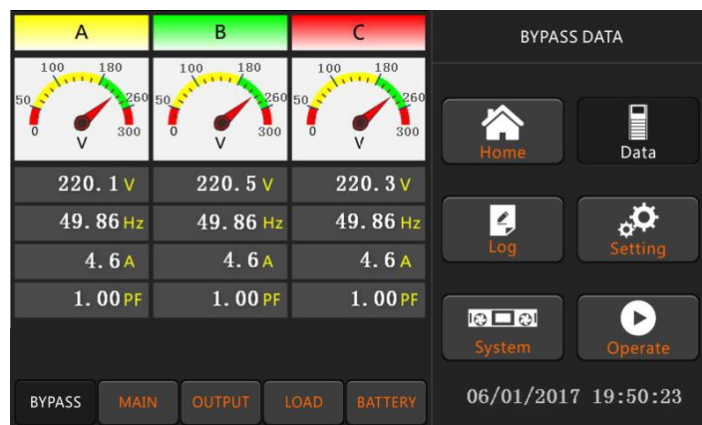 A B C BYPASS DATA
100 180 100 180 100 180
50 260 50 260 50 260
0 300 0 300 0 300
V V V
Home Data
220.1 V 220.5 V 220.3 V
49.86 Hz 49.86 Hz 49.86 Hz
Log Setting
4.6 A 4.6 A 4.6 A
1.00 PF 1.00 PF 1.00 PF
System Operate
BYPASS MAIN OUTPUT LOAD BATTERY 06/01/2017 19:50:23